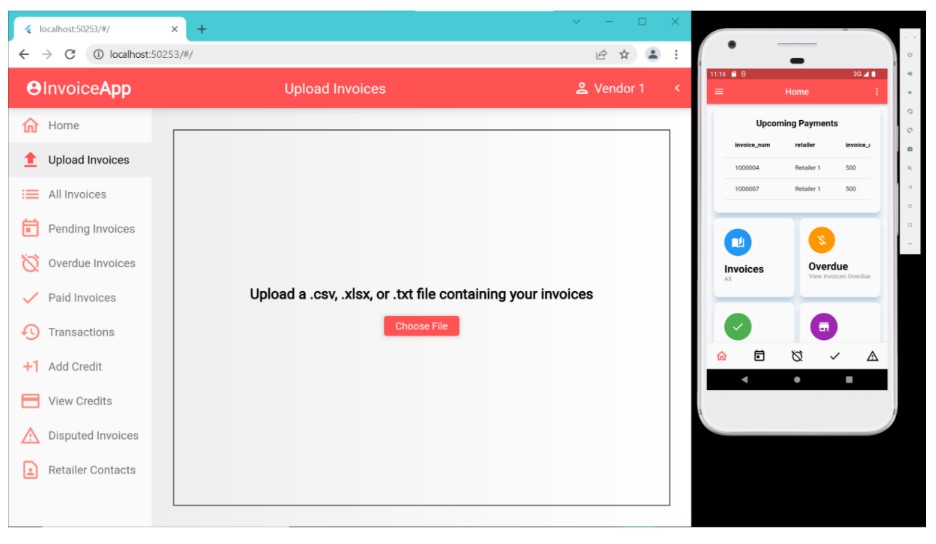 localhost:50253/#/
localhost:50253/#/
InvoiceApp
Upload Invoices
Vendor 1
Home
Upload Invoices
All Invoices
Pending Invoices
Overdue Invoices
Paid Invoices
Transactions
+1 Add Credit
View Credits
Disputed Invoices
Retailer Contacts
Upload a .csv, .xlsx, or .txt file containing your invoices
Choose File
11:16
3G
Home
Upcoming Payments
invoice_num retailer
1000004 Retailer 1 500
1000007 Retailer 1 500
Invoices
All
Overdue
View Invoices Overdue